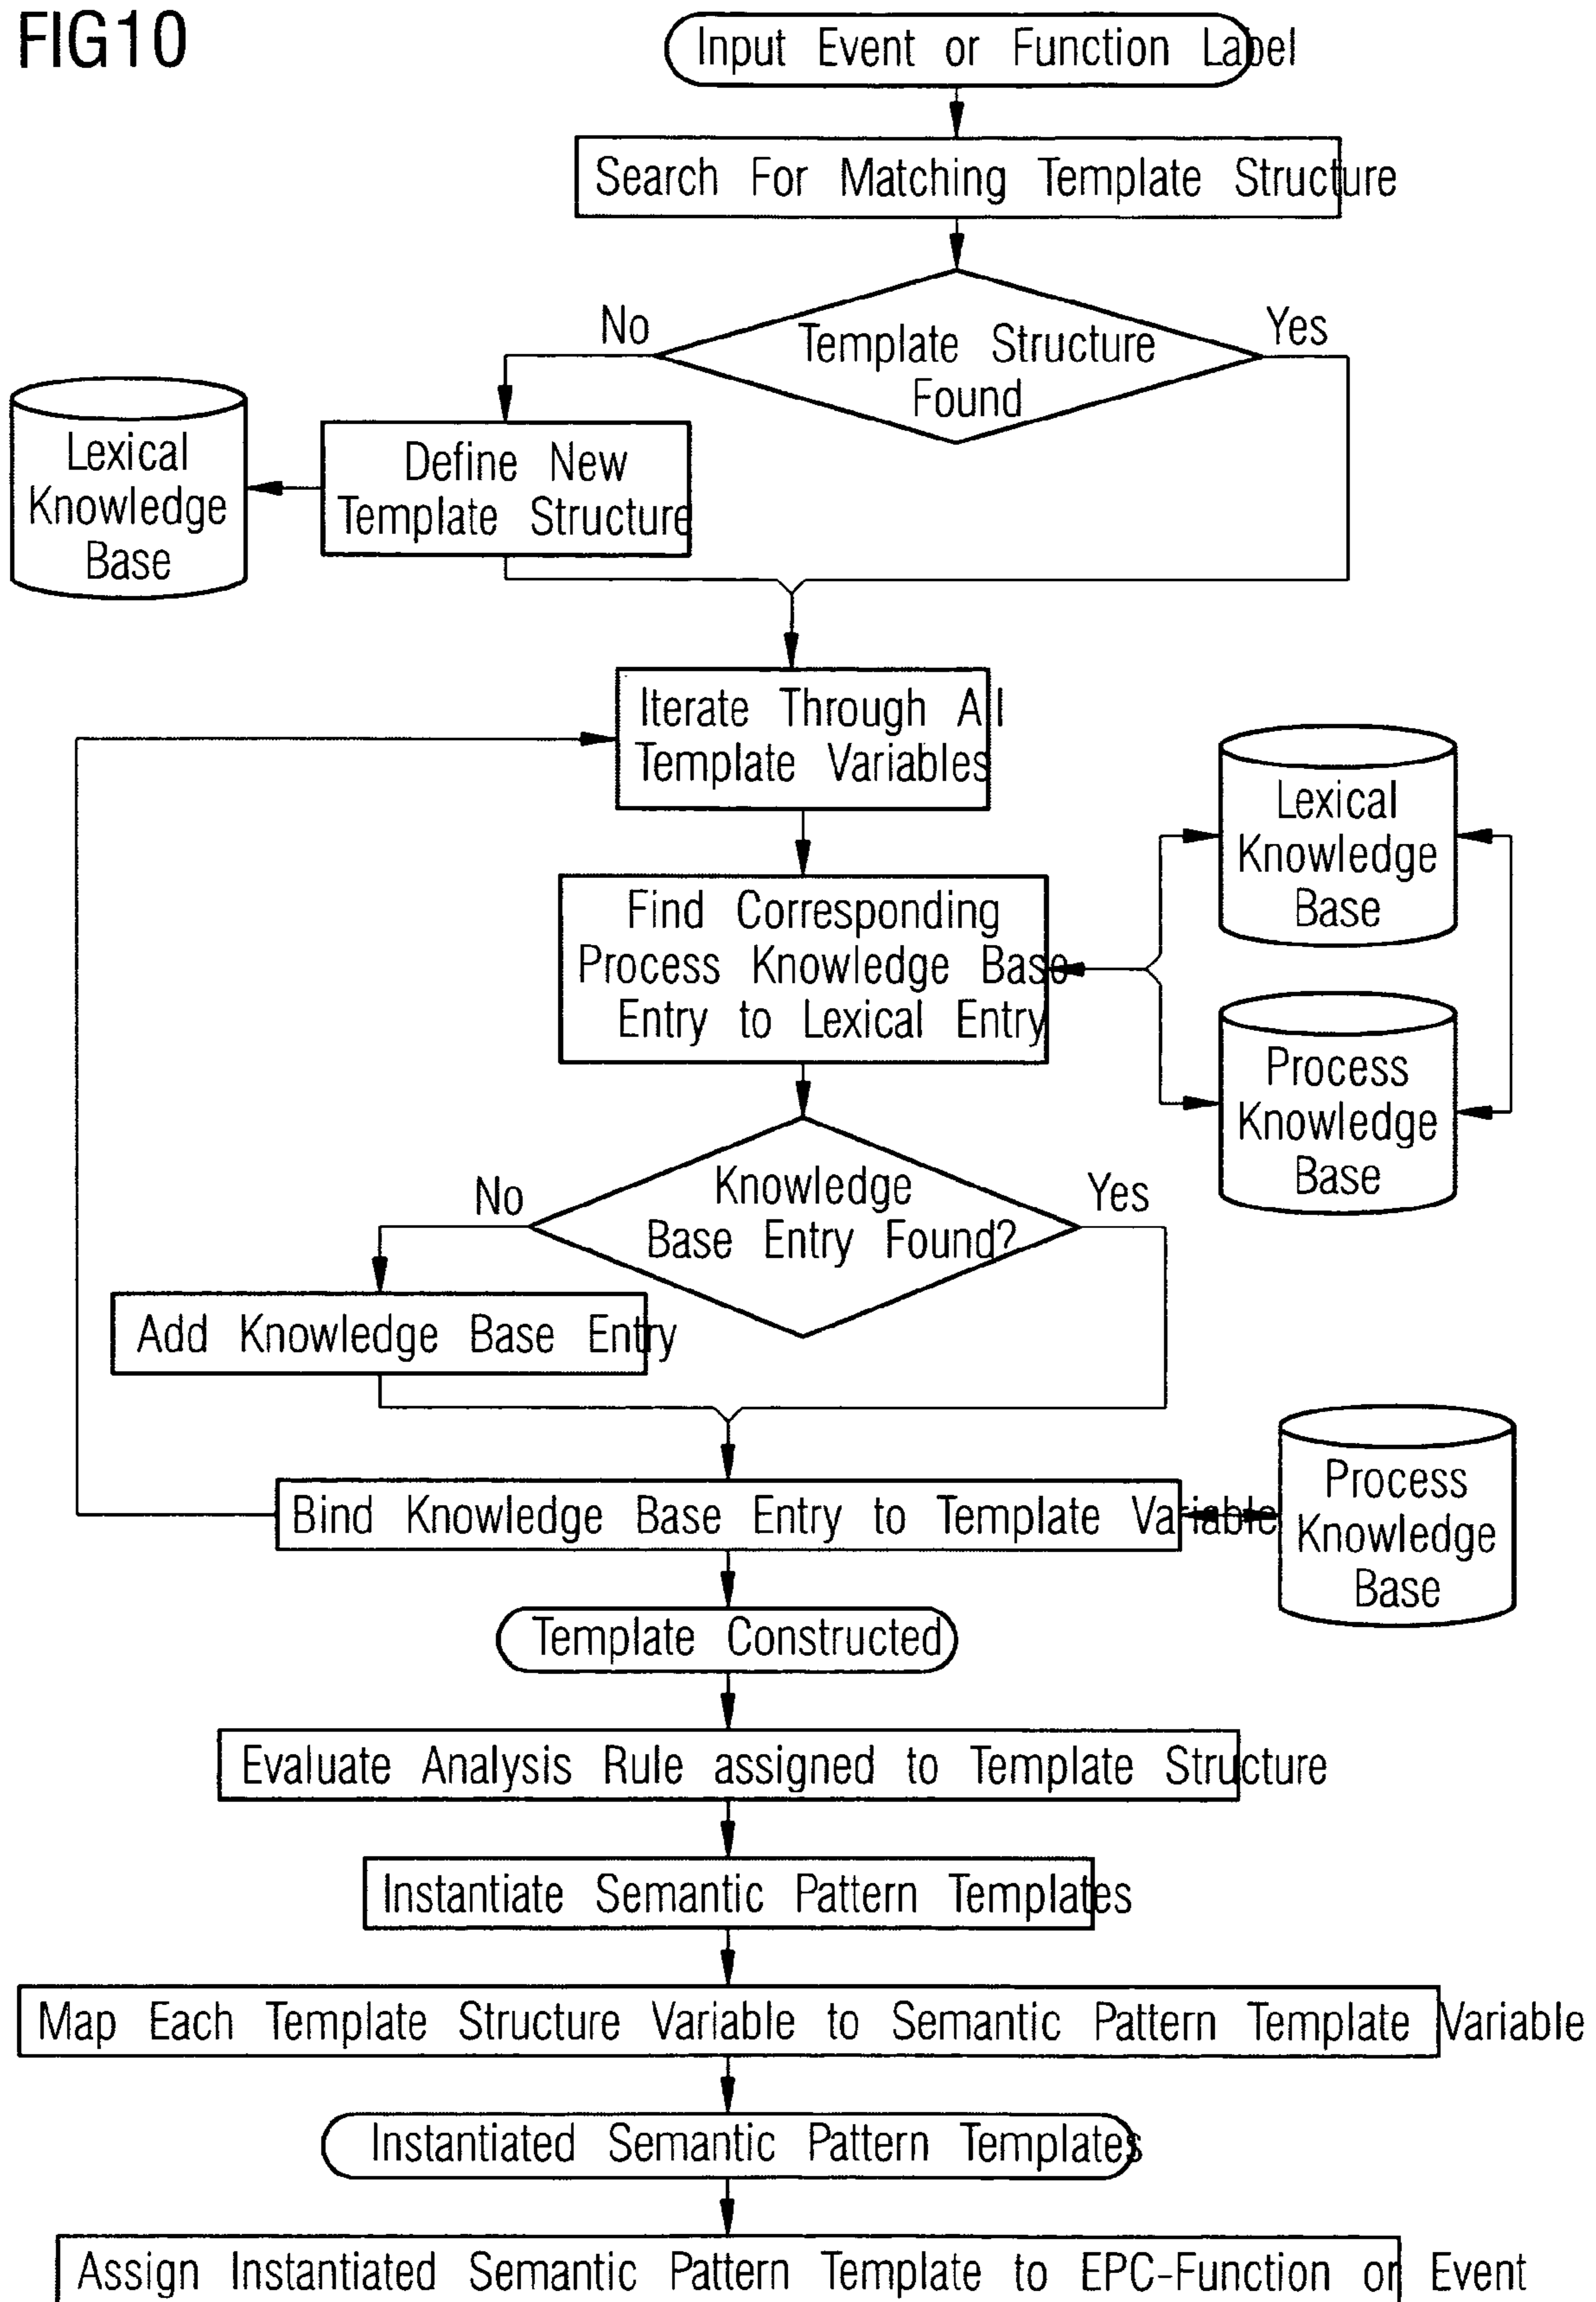 FIG10
Input Event or Function Label
Search For Matching Template Structure
No
Yes
Template Structure
Found
Lexical
Knowledge
Base
Define New
Template Structure
Iterate Through All
Template Variables
Lexical
Knowledge
Base
Find Corresponding
Process Knowledge Base
Entry to Lexical Entry
Process
Knowledge
Base
No
Yes
Knowledge
Base Entry Found?
Add Knowledge Base Entry
Bind Knowledge Base Entry to Template Variable
Process
Knowledge
Base
Template Constructed
Evaluate Analysis Rule assigned to Template Structure
Instantiate Semantic Pattern Templates
Map Each Template Structure Variable to Semantic Pattern Template Variable
Instantiated Semantic Pattern Templates
Assign Instantiated Semantic Pattern Template to EPC-Function or Event